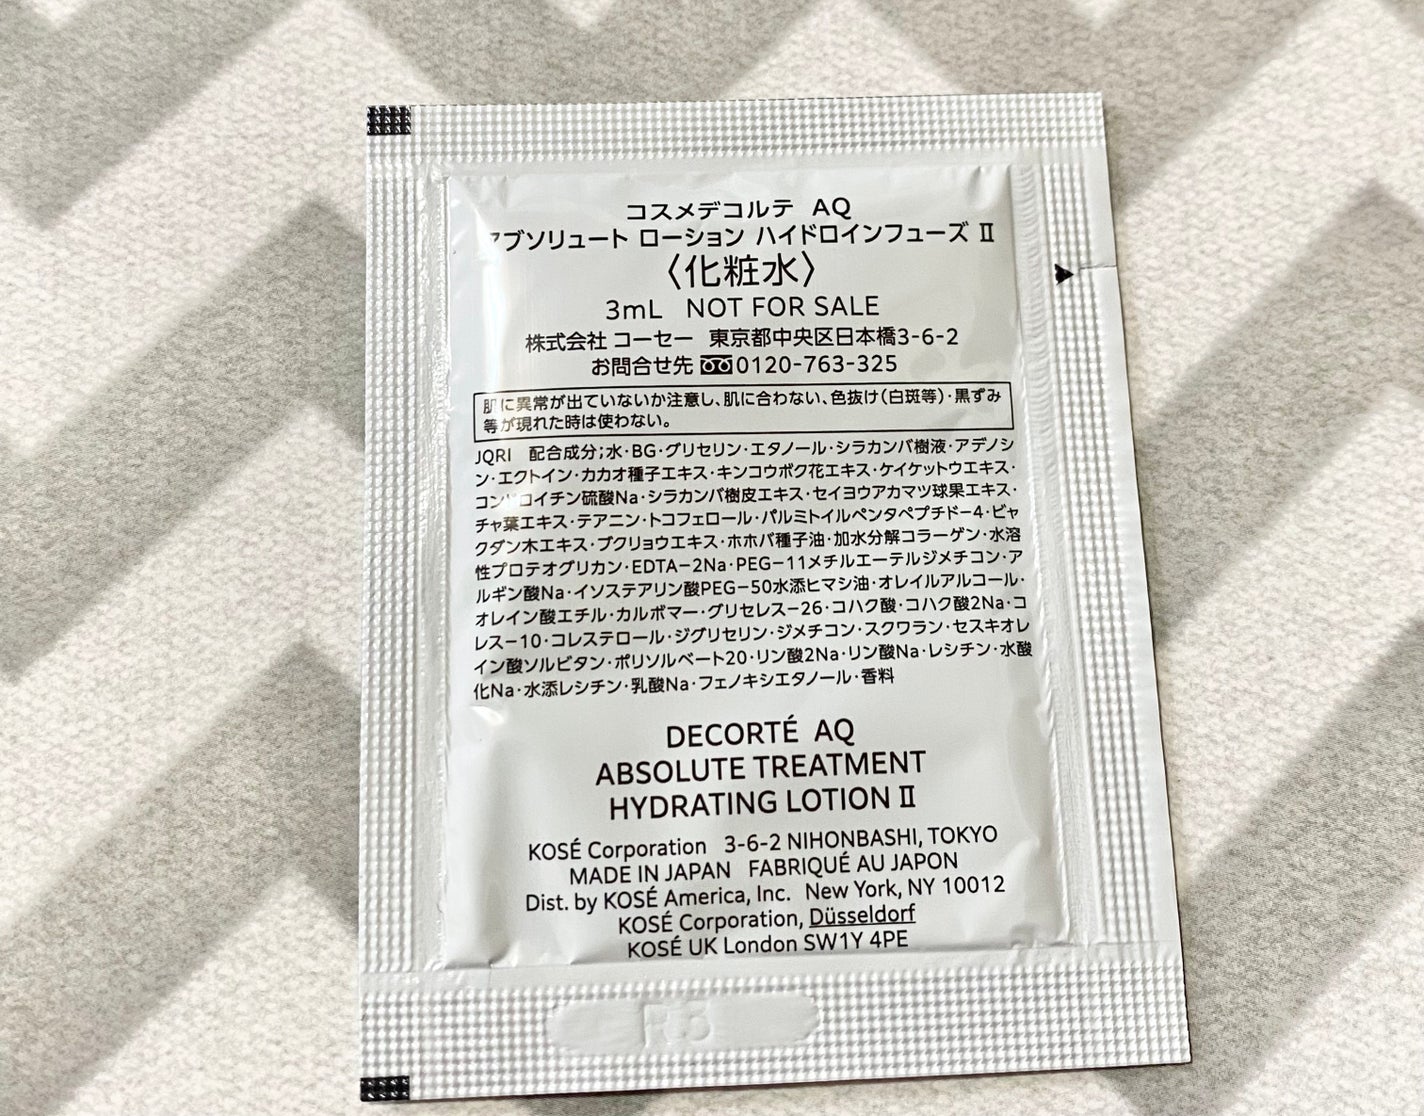 コスメデコルテ AQ
アブソリュート ローション ハイドロインフューズ Ⅱ
〈化粧水〉
3mL NOT FOR SALE
株式会社 コーセー 東京都中央区日本橋3-6-2
お問合せ先 0120-763-325
肌に異常が出ていないか注意し、肌に合わない、色抜け(白斑等)・黒ずみ
等が現れた時は使わない。
JQRI 配合成分;水・BG・グリセリン・エタノール・シラカンバ樹液・アデノシ
ン・エクトイン・カカオ種子エキス・キンコウボク花エキス・ケイケットウエキス・
コンドロイチン硫酸Na・シラカンバ樹皮エキス・セイヨウアカマツ球果エキス・
チャ葉エキス・テアニン・トコフェロール・パルミトイルペンタペプチド-4・ビャ
クダン木エキス・ブクリョウエキス・ホホバ種子油・加水分解コラーゲン・水溶
性プロテオグリカン・EDTA-2Na・PEG-11メチルエーテルジメチコン・ア
ルギン酸Na・イソステアリン酸PEG-50水添ヒマシ油・オレイルアルコール・
オレイン酸エチル・カルボマー・グリセレス-26・コハク酸・コハク酸2Na・コ
レス-10・コレステロール・ジグリセリン・ジメチコン・スクワラン・セスキオレ
イン酸ソルビタン・ポリソルベート20・リン酸2Na・リン酸Na・レシチン・水酸
化Na・水添レシチン・乳酸Na・フェノキシエタノール・香料
DECORTÉ AQ
ABSOLUTE TREATMENT
HYDRATING LOTION Ⅱ
KOSÉ Corporation 3-6-2 NIHONBASHI, TOKYO
MADE IN JAPAN FABRIQUÉ AU JAPON
Dist. by KOSÉ America, Inc. New York, NY 10012
KOSÉ Corporation, Düsseldorf
KOSÉ UK London SW1Y 4PE